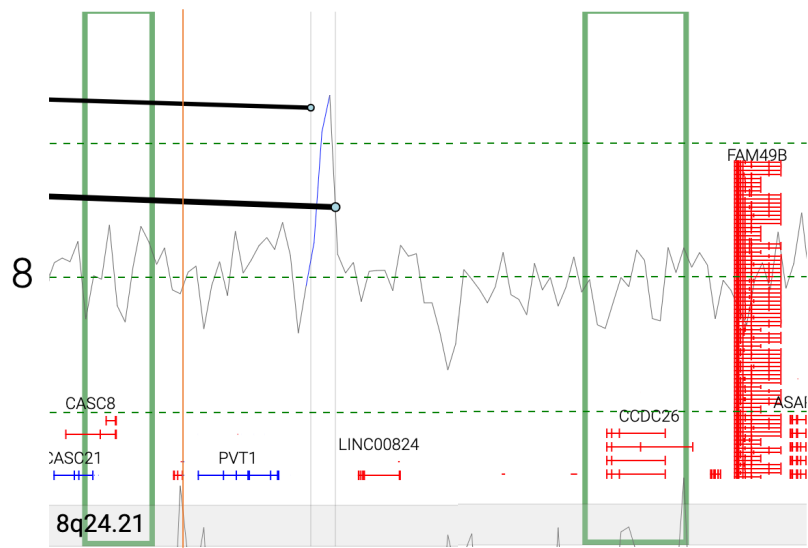 FAM49B
8
CASC8
CCDC26
ASAP
CASC21
PVT1
LINC00824
8q24.21